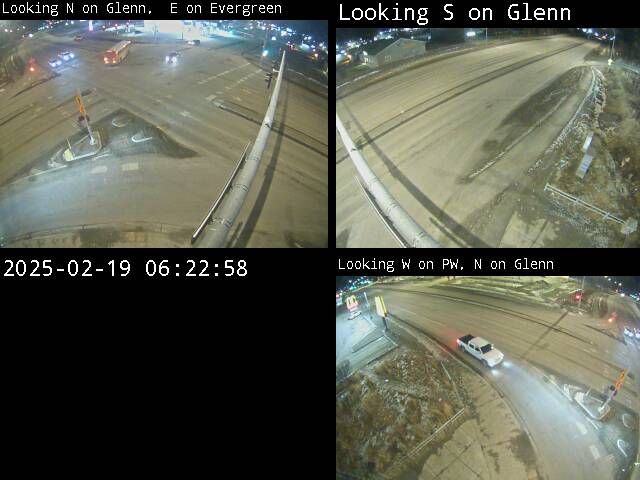 Looking N on Glenn, E on Evergreen
Looking S on Glenn
2025-02-19 06:22:58
Looking W on PW, N on Glenn